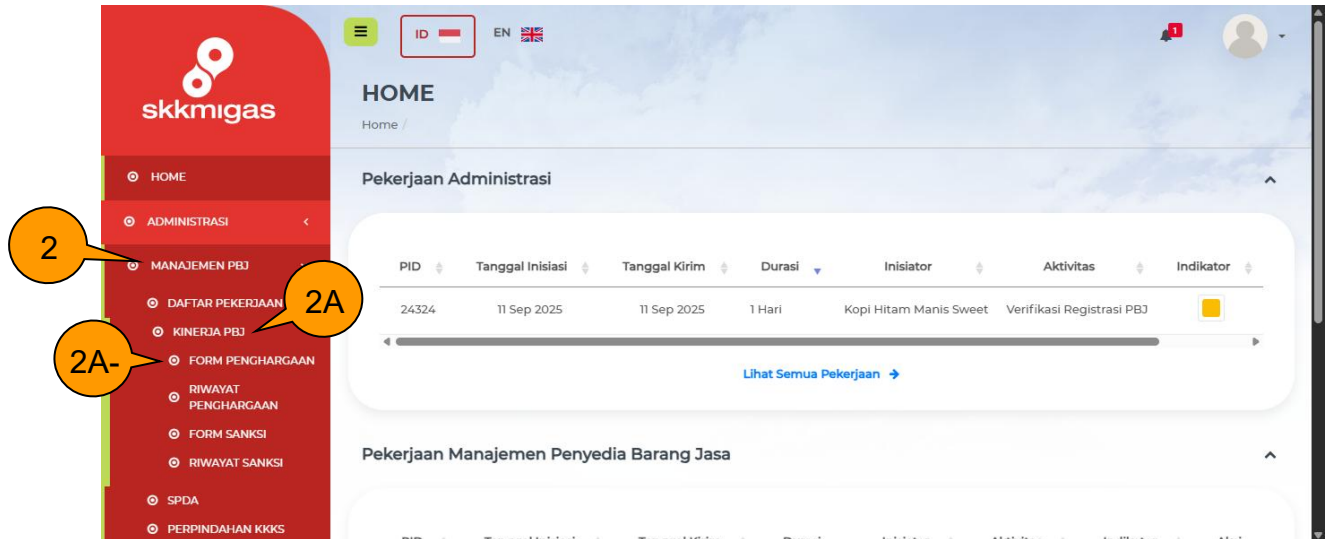 ID
EN
1
skkmigas
HOME
Home /
HOME
ADMINISTRASI
2
MANAJEMEN PBJ
DAFTAR PEKERJAAN
2A
KINERJA PBJ
2A-
FORM PENGHARGAAN
RIWAYAT
PENGHARGAAN
FORM SANKSI
RIWAYAT SANKSI
SPDA
PERPINDAHAN KKKS
Pekerjaan Administrasi
PID Tanggal Inisiasi Tanggal Kirim Durasi Inisiator Aktivitas Indikator
24324 11 Sep 2025 11 Sep 2025 1 Hari Kopi Hitam Manis Sweet Verifikasi Registrasi PBJ
Lihat Semua Pekerjaan →
Pekerjaan Manajemen Penyedia Barang Jasa